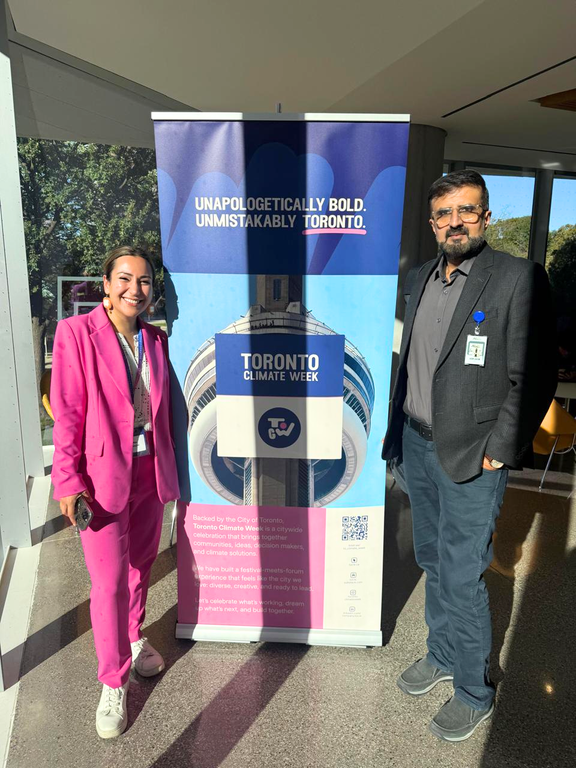 UNAPOLOGETICALLY BOLD.
UNMISTAKABLY TORONTO.
TORONTO
CLIMATE WEEK
TCW
Backed by the City of Toronto,
Toronto Climate Week is a citywide
celebration that brings together
communities, ideas, decision makers,
and climate solutions.
We have built a festival-meets-forum
experience that feels like the city we
love: diverse, creative, and ready to lead.
Let's celebrate what's working, dream
up what's next, and build together.